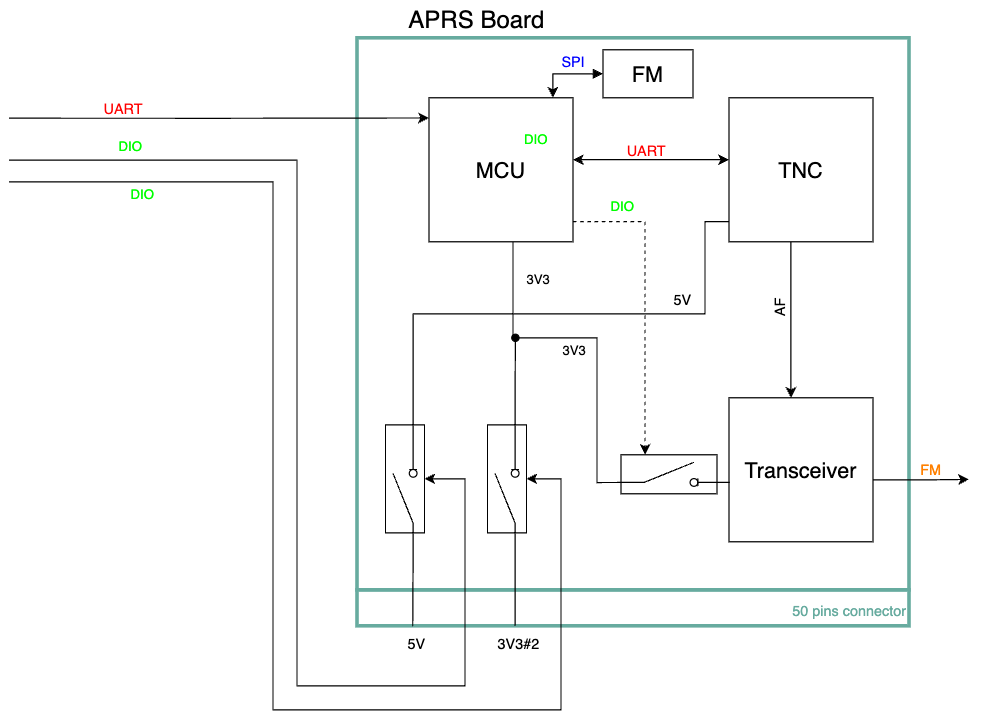 APRS Board
SPI
FM
UART
DIO
DIO
MCU
UART
TNC
DIO
DIO
3V3
5V
AF
3V3
Transceiver
FM
50 pins connector
5V
3V3#2